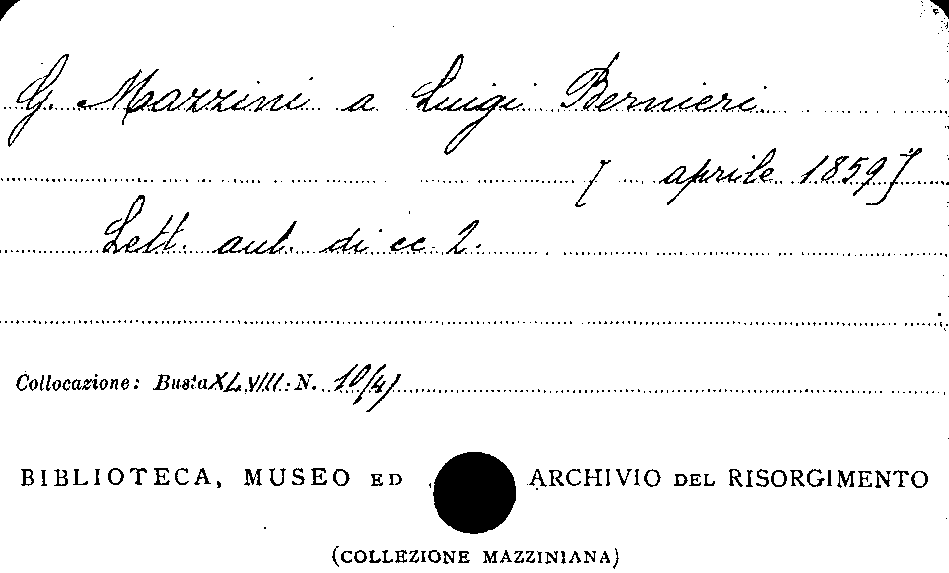 G. Mazzini a Luigi Bernieri
[ aprile 1859]
Lett. aut. di cc. 2.
Collocazione: Busta XLVIII. N. 10(4)
BIBLIOTECA, MUSEO ED ARCHIVIO DEL RISORGIMENTO
(COLLEZIONE MAZZINIANA)